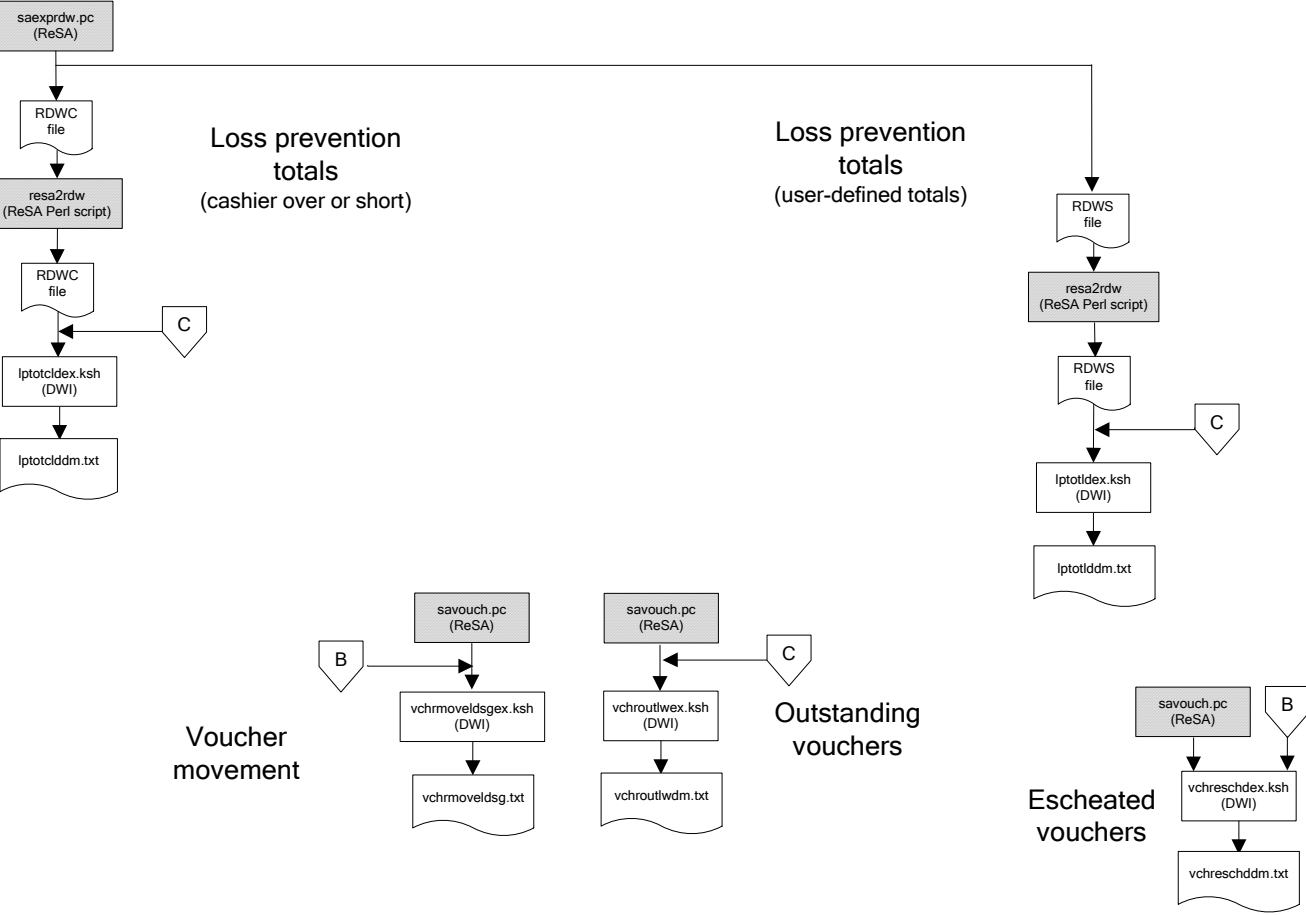 saexprdw.pc
(ReSA)
RDWC
file
Loss prevention
totals
(cashier over or short)
Loss prevention
totals
(user-defined totals)
resa2rdw
(ReSA Perl script)
RDWS
file
RDWC
file
resa2rdw
(ReSA Perl script)
C
lptotcldex.ksh
(DWI)
RDWS
file
C
lptotclddm.txt
lptotldex.ksh
(DWI)
lptotlddm.txt
savouch.pc
(ReSA)
savouch.pc
(ReSA)
B
C
vchrmoveldsgex.ksh
(DWI)
vchroutlwex.ksh
(DWI)
Voucher
movement
Outstanding
vouchers
vchrmoveldsg.txt
vchroutlwdm.txt
savouch.pc
(ReSA)
B
Escheated
vouchers
vchreschdex.ksh
(DWI)
vchreschddm.txt